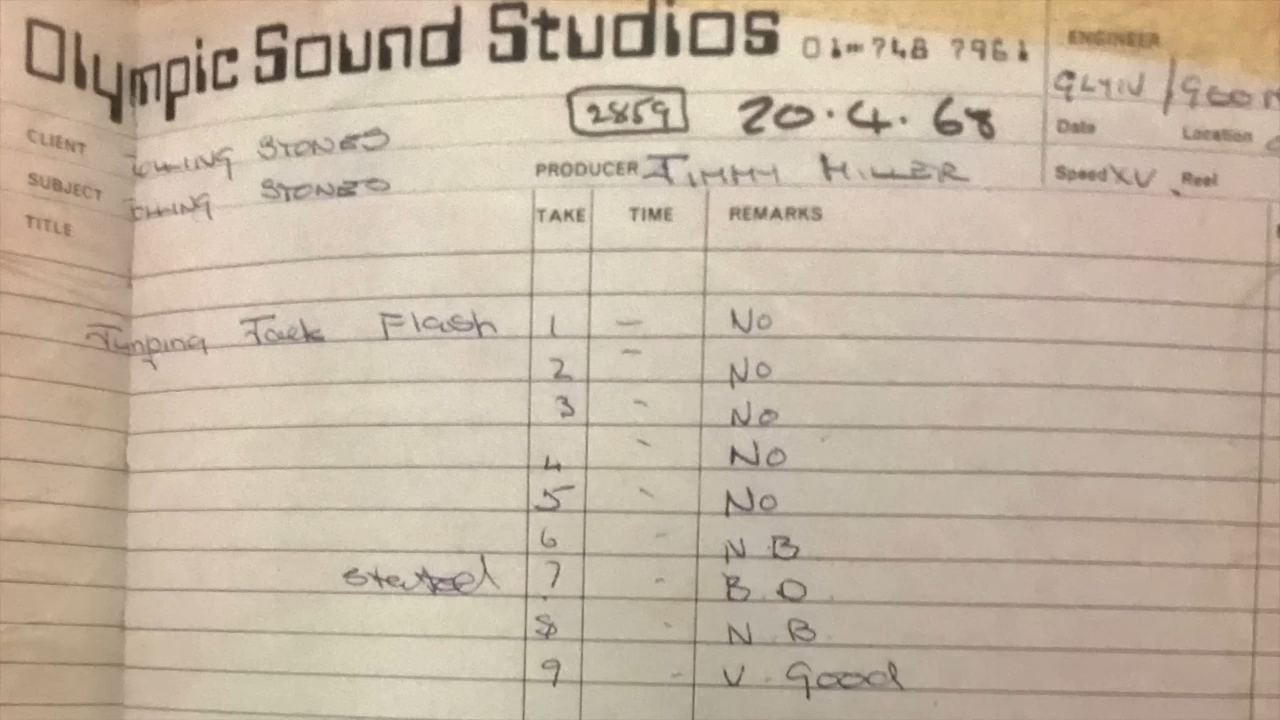 Olympic Sound Studios 01-748 7961
ENGINEER
GLYN /
2859 20.4.68
Date Location
CLIENT ROLLING STONES
PRODUCER JIMMY MILLER
Speed XV Reel
SUBJECT ROLLING STONES
TITLE TAKE TIME REMARKS
Jumping Jack Flash 1 — No
2 — No
3 - No
4 - No
5 - No
6 - N B
7 - B O
8 - N B
9 - V. Good